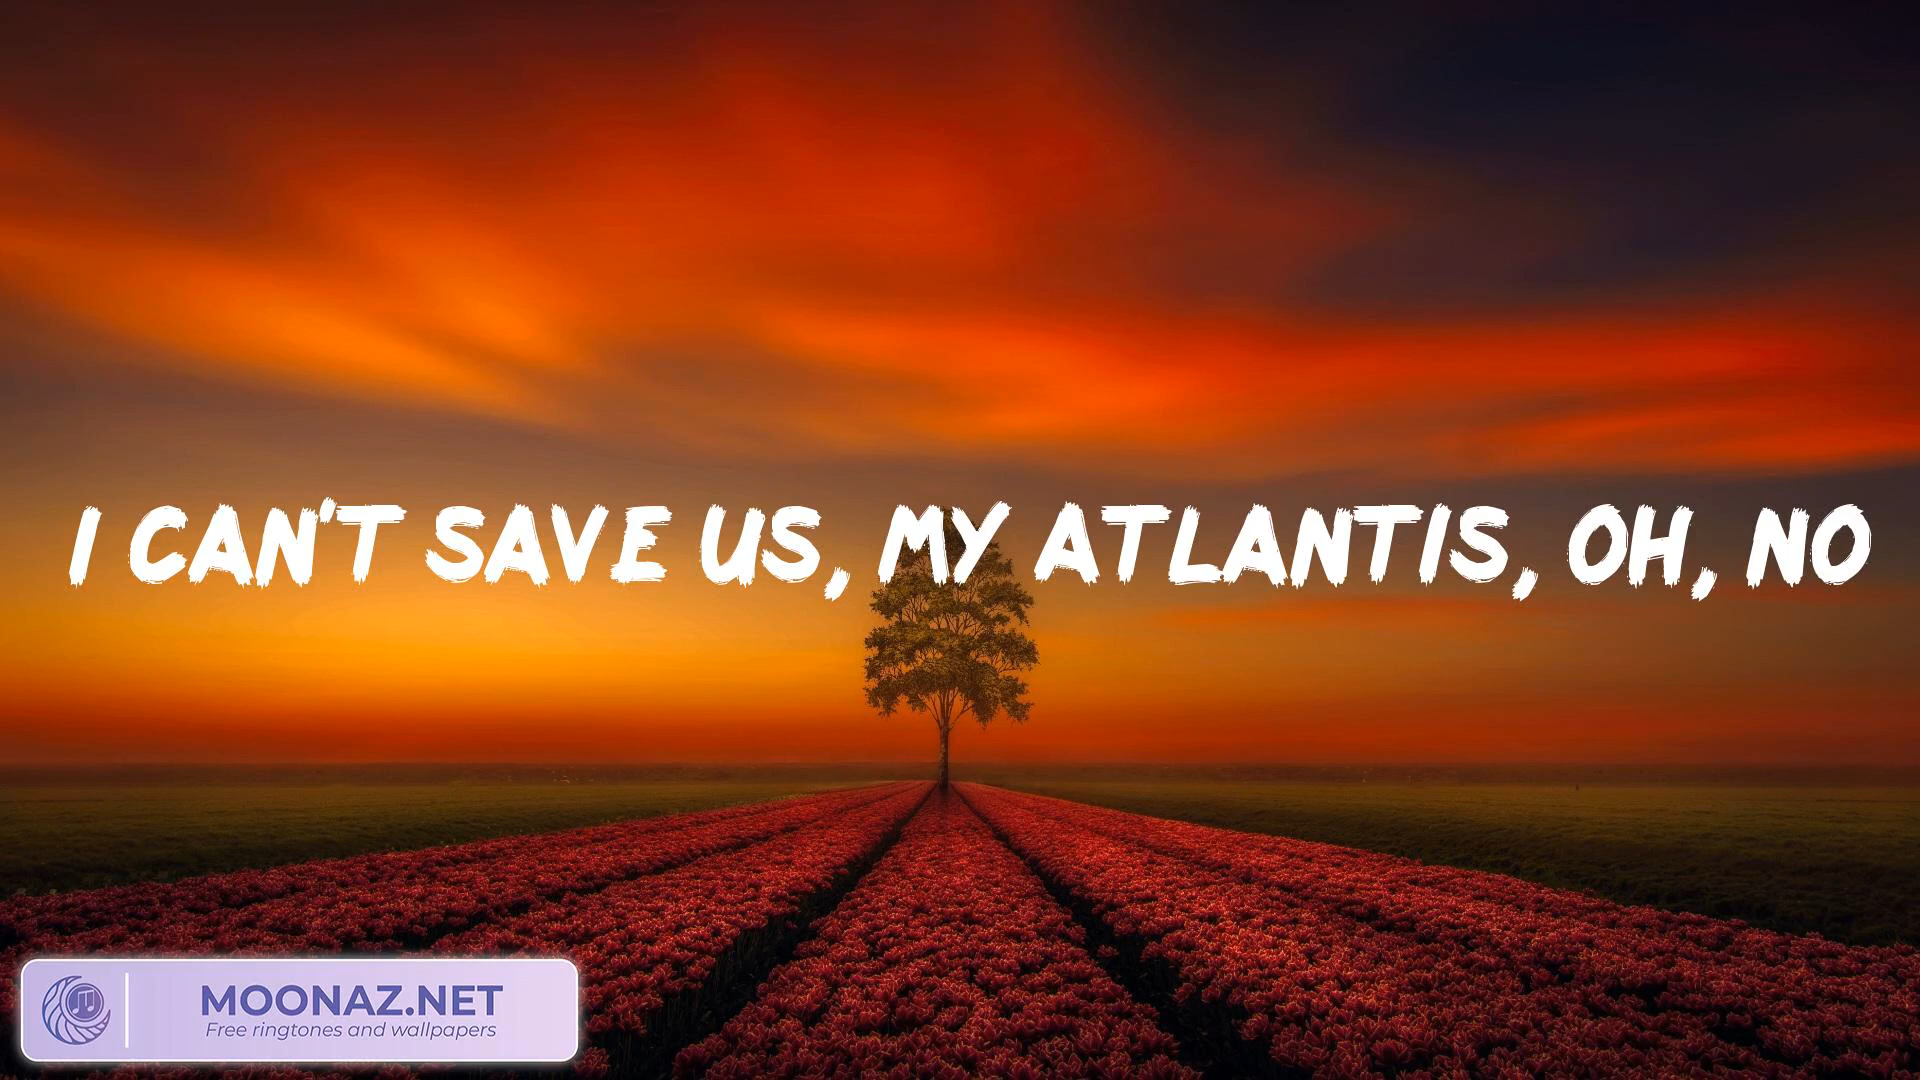 I CAN'T SAVE US, MY ATLANTIS, OH, NO
MOONAZ.NET
Free ringtones and wallpapers